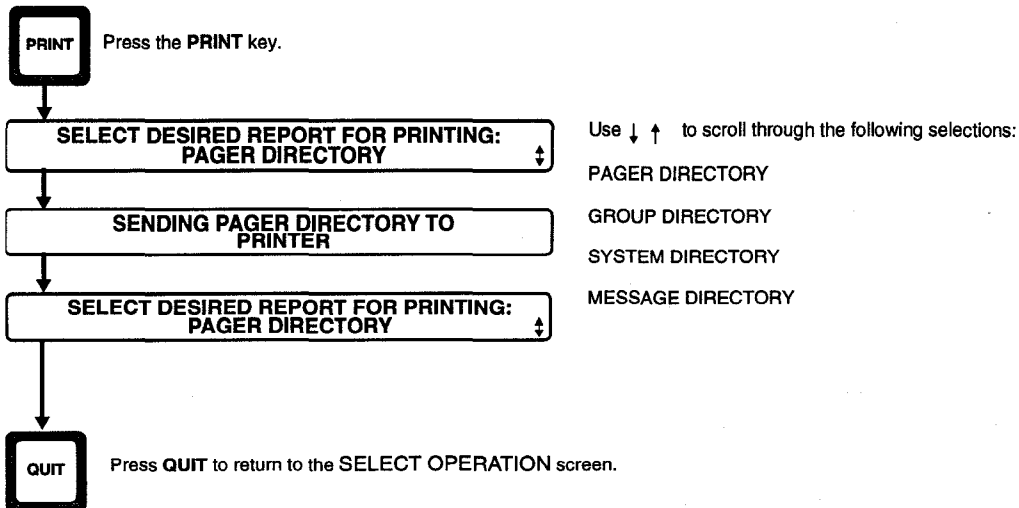 PRINT
Press the PRINT key.
SELECT DESIRED REPORT FOR PRINTING:
PAGER DIRECTORY
Use ↓ ↑ to scroll through the following selections:
PAGER DIRECTORY
GROUP DIRECTORY
SYSTEM DIRECTORY
MESSAGE DIRECTORY
SENDING PAGER DIRECTORY TO
PRINTER
SELECT DESIRED REPORT FOR PRINTING:
PAGER DIRECTORY
QUIT
Press QUIT to return to the SELECT OPERATION screen.